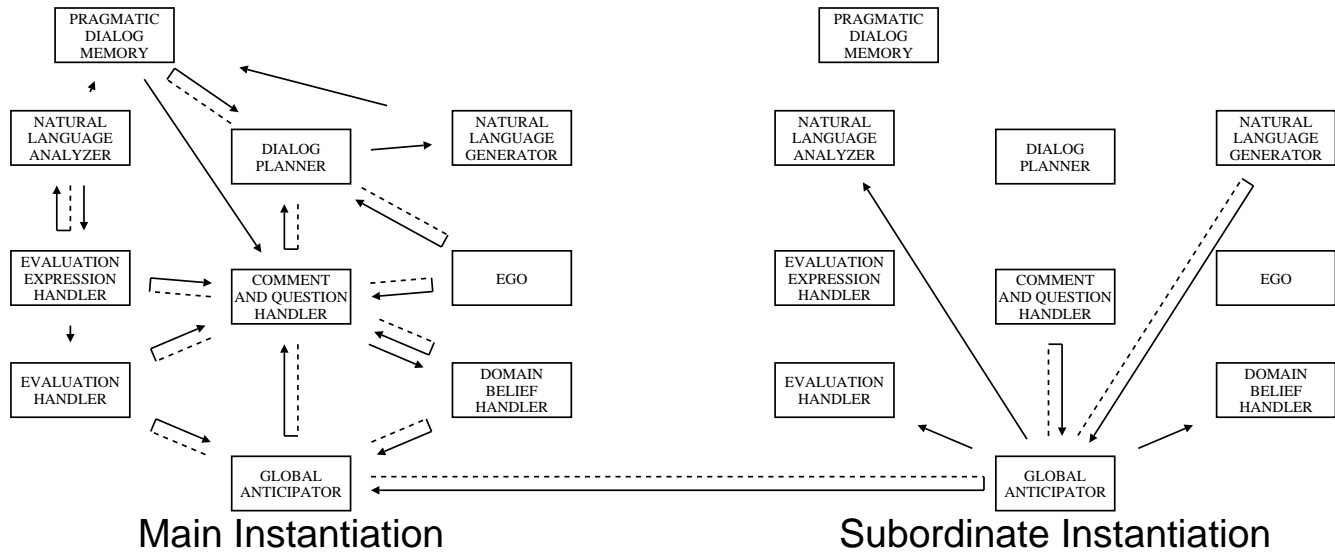 PRAGMATIC
DIALOG
MEMORY
NATURAL
LANGUAGE
ANALYZER
DIALOG
PLANNER
NATURAL
LANGUAGE
GENERATOR
EVALUATION
EXPRESSION
HANDLER
COMMENT
AND QUESTION
HANDLER
EGO
EVALUATION
HANDLER
DOMAIN
BELIEF
HANDLER
GLOBAL
ANTICIPATOR
Main Instantiation
PRAGMATIC
DIALOG
MEMORY
NATURAL
LANGUAGE
ANALYZER
DIALOG
PLANNER
NATURAL
LANGUAGE
GENERATOR
EVALUATION
EXPRESSION
HANDLER
COMMENT
AND QUESTION
HANDLER
EGO
EVALUATION
HANDLER
DOMAIN
BELIEF
HANDLER
GLOBAL
ANTICIPATOR
Subordinate Instantiation